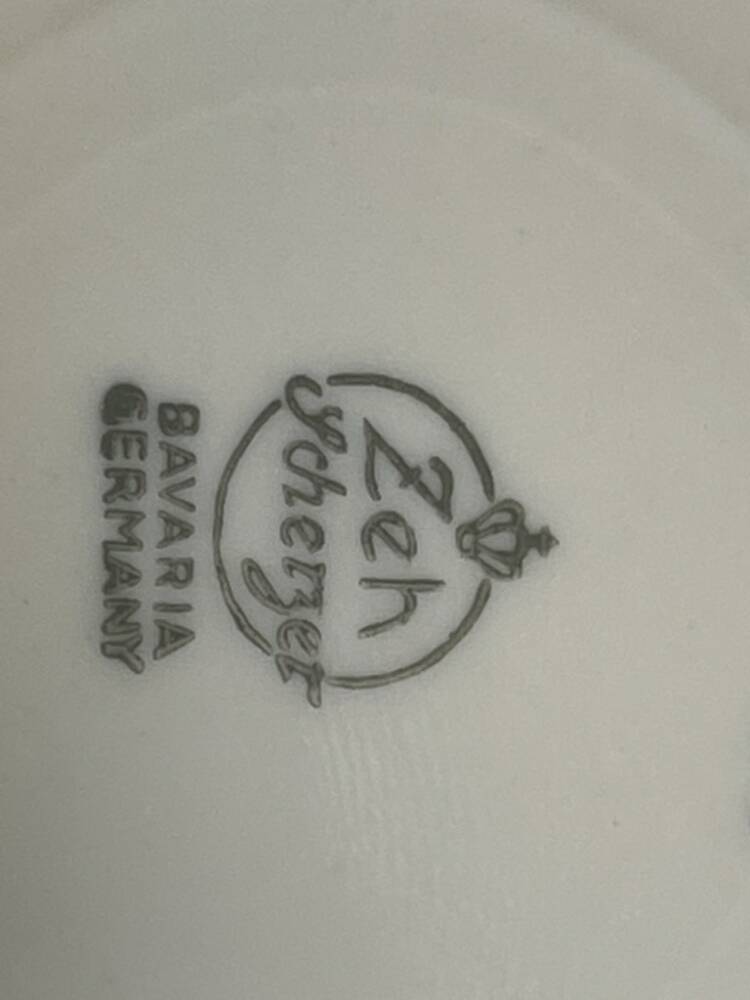 Zeh
Scherzer
BAVARIA
GERMANY